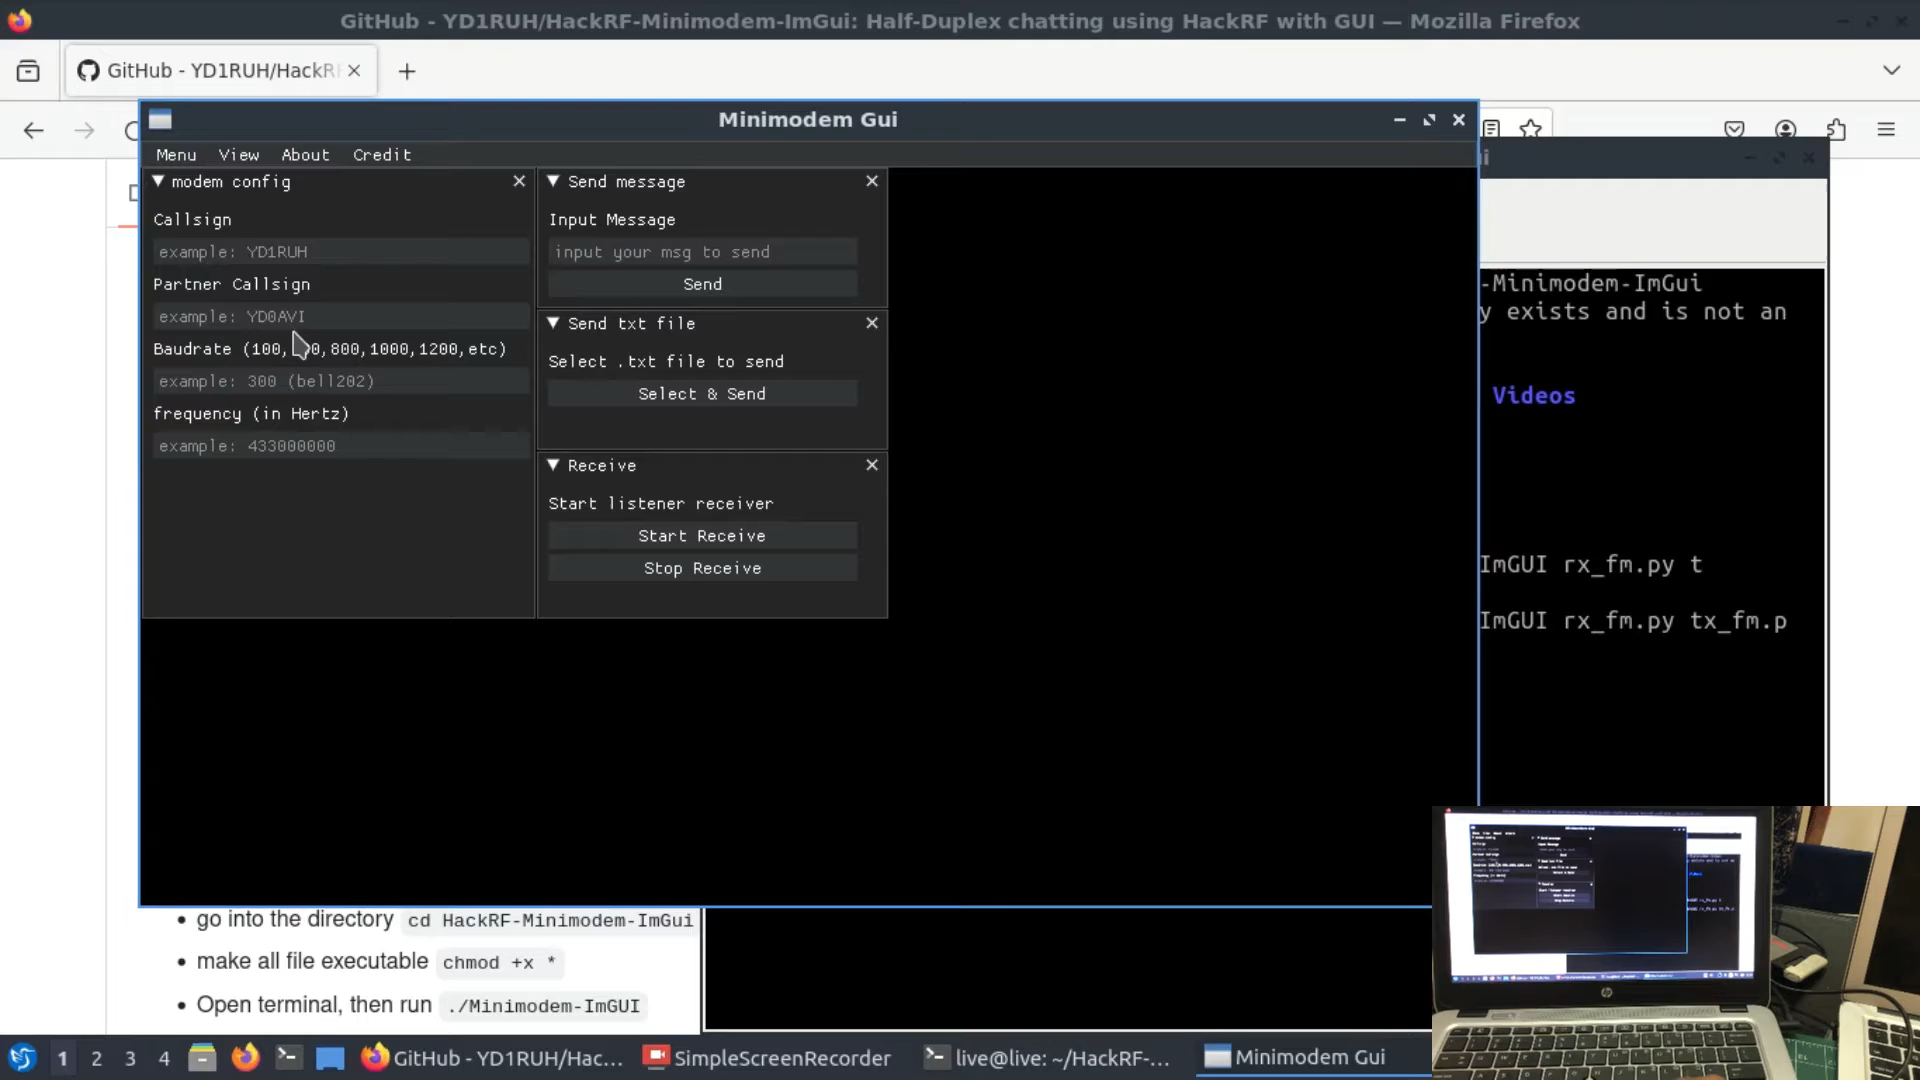 GitHub - YD1RUH/HackRF-Minimodem-ImGui: Half-Duplex chatting using HackRF with GUI — Mozilla Firefox
GitHub - YD1RUH/HackR
Minimodem Gui
Menu View About Credit
modem config
Callsign
example: YD1RUH
Partner Callsign
example: YD0AVI
Baudrate (100, 00,800,1000,1200,etc)
example: 300 (bell202)
frequency (in Hertz)
example: 433000000
Send message
Input Message
input your msg to send
Send
Send txt file
Select .txt file to send
Select & Send
Receive
Start listener receiver
Start Receive
Stop Receive
-Minimodem-ImGui
y exists and is not an
Videos
ImGUI rx_fm.py t
ImGUI rx_fm.py tx_fm.p
• go into the directory cd HackRF-Minimodem-ImGui
• make all file executable chmod +x *
• Open terminal, then run ./Minimodem-ImGUI
1 2 3 4 GitHub - YD1RUH/Hac... SimpleScreenRecorder live@live: ~/HackRF-... Minimodem Gui
hp